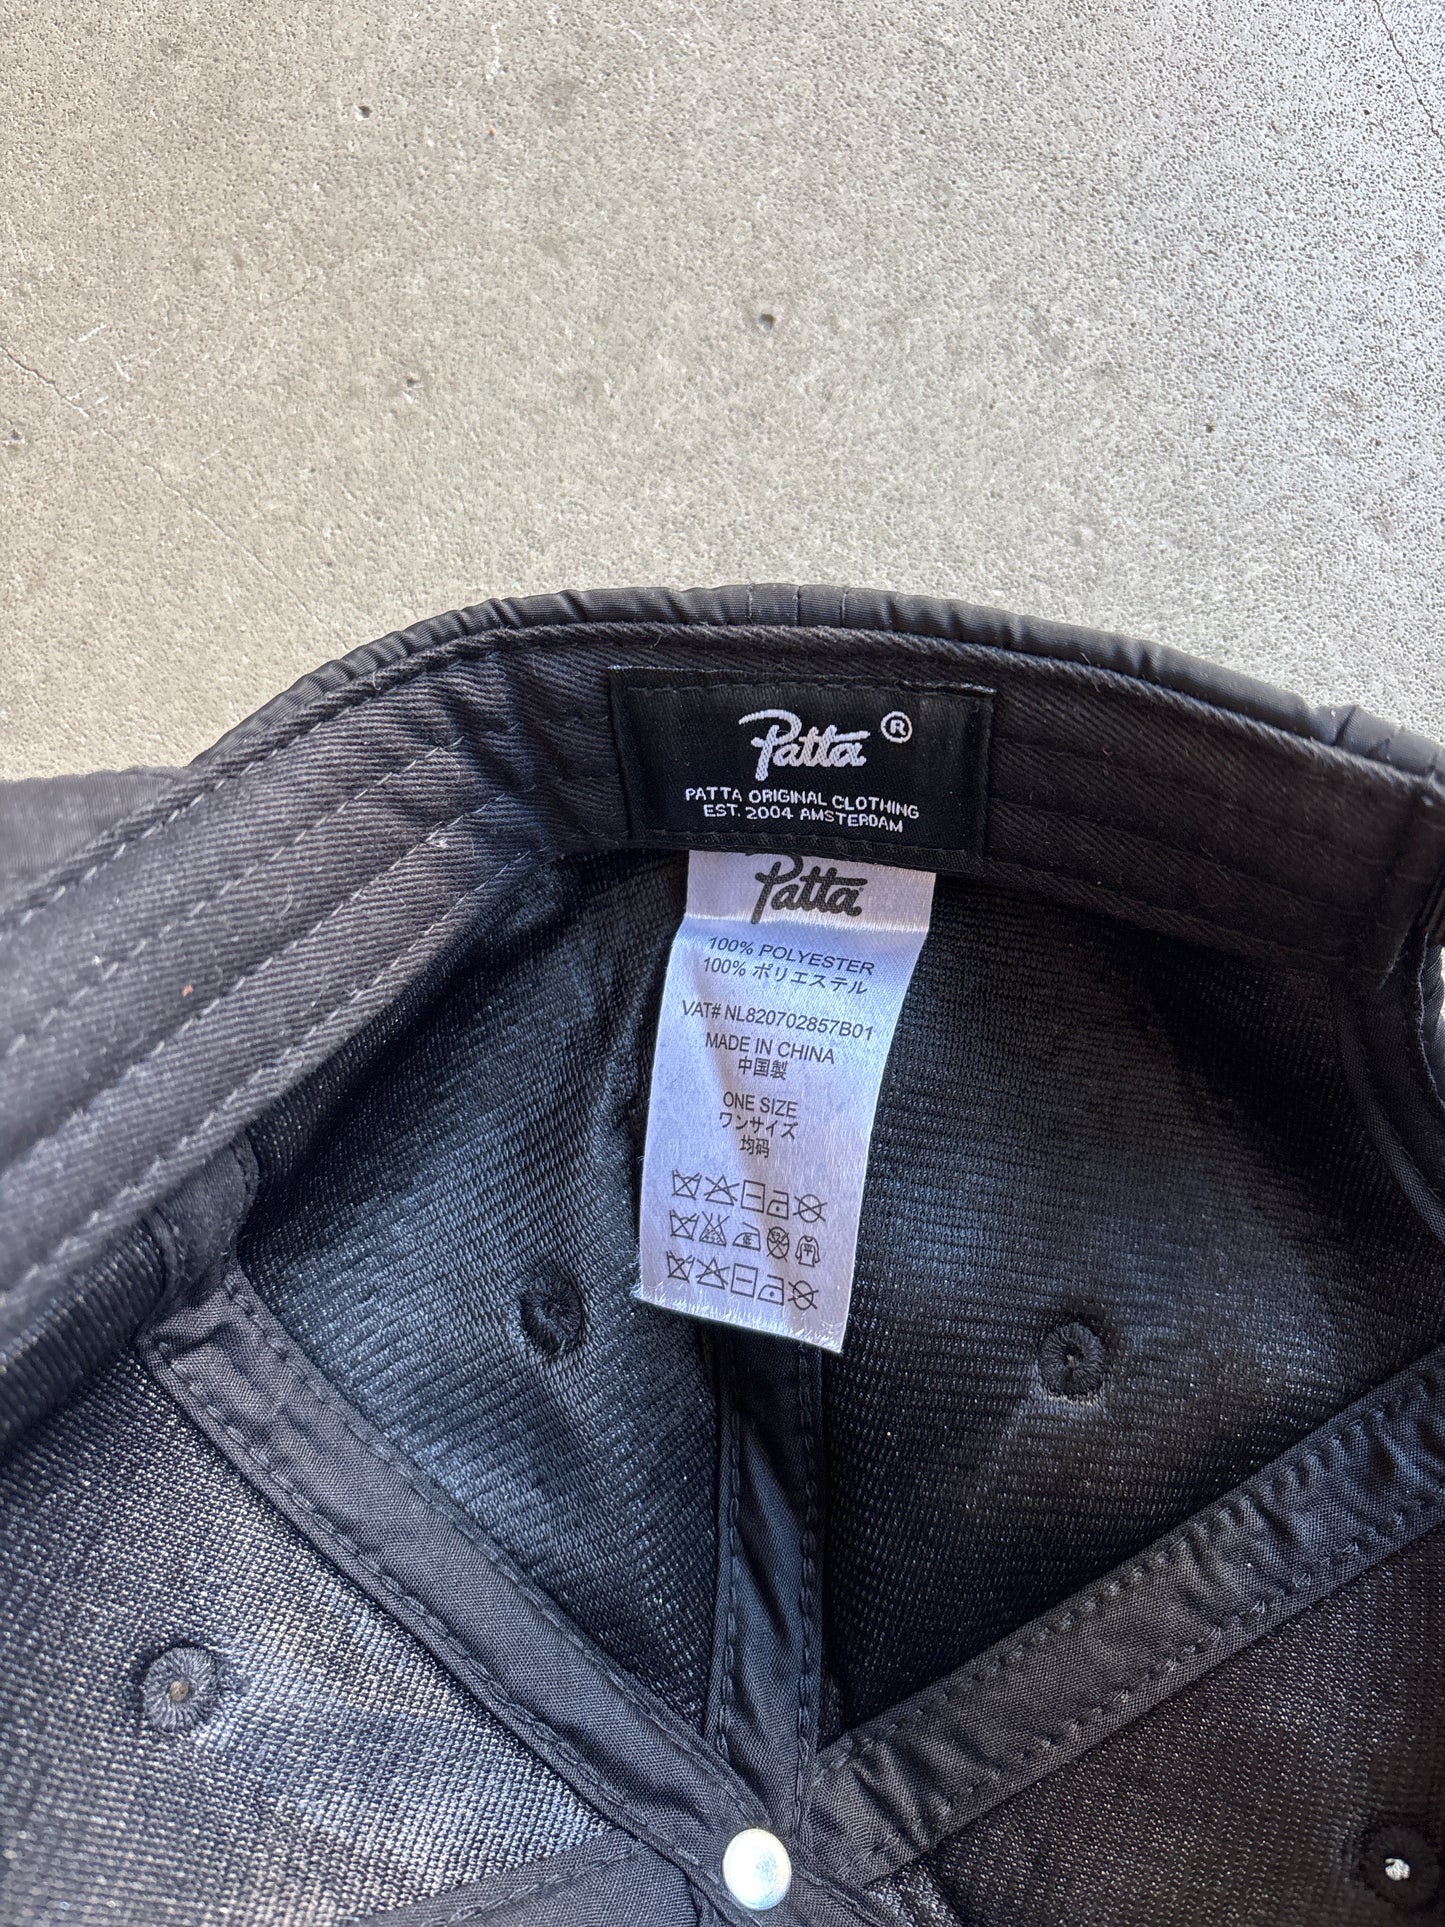 Patta ®
PATTA ORIGINAL CLOTHING
EST. 2004 AMSTERDAM
Patta
100% POLYESTER
100% ポリエステル
VAT# NL820702857B01
MADE IN CHINA
中国製
ONE SIZE
ワンサイズ
均码